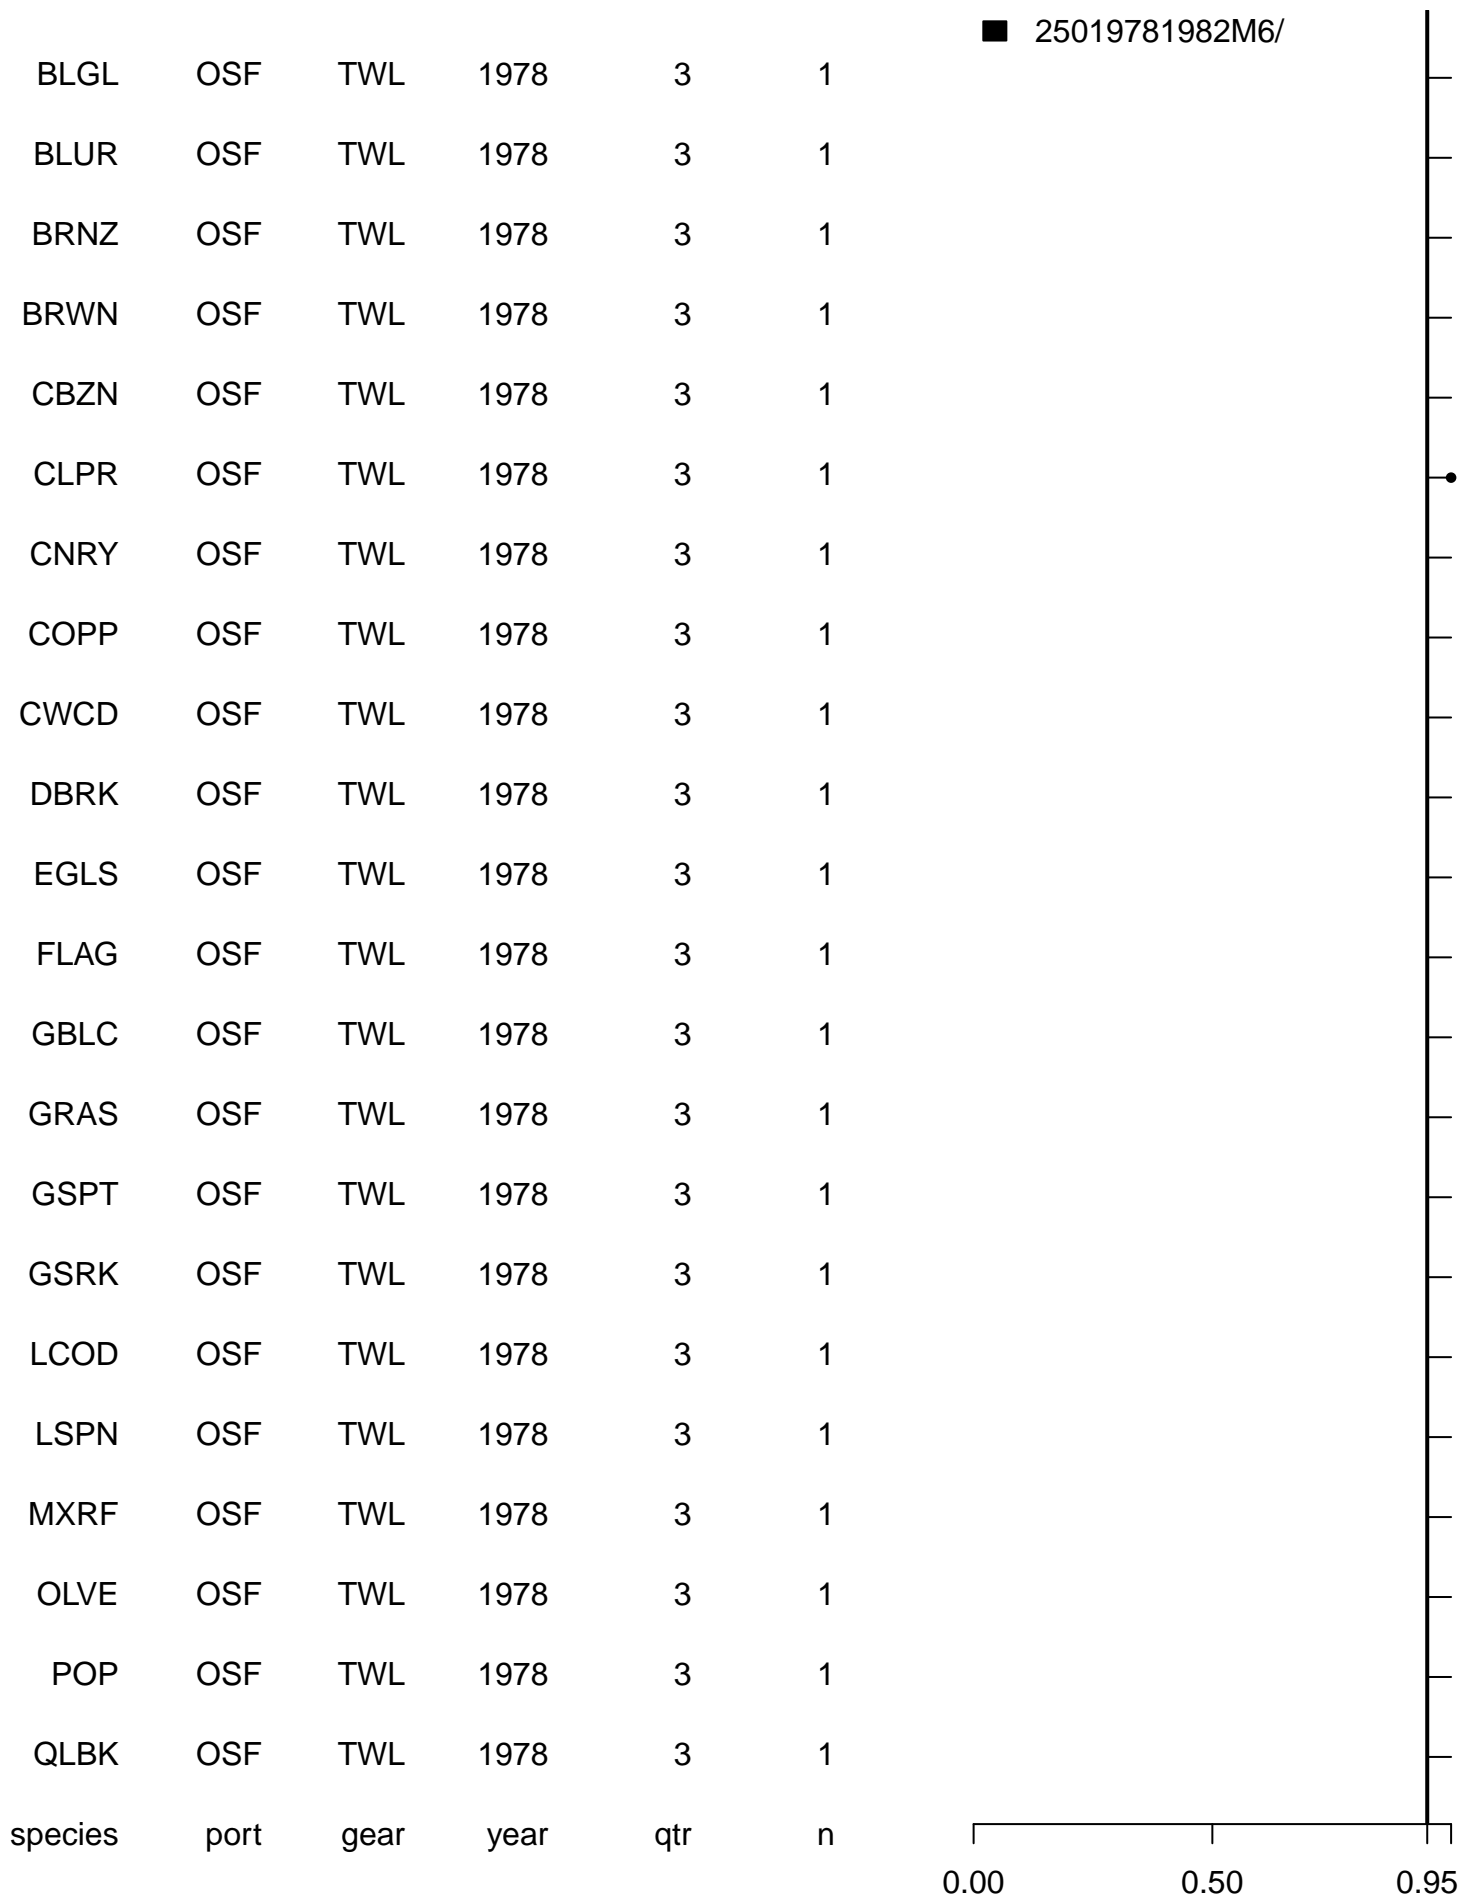 25019781982M6/
BLGL OSF TWL 1978 3 1
BLUR OSF TWL 1978 3 1
BRNZ OSF TWL 1978 3 1
BRWN OSF TWL 1978 3 1
CBZN OSF TWL 1978 3 1
CLPR OSF TWL 1978 3 1
CNRY OSF TWL 1978 3 1
COPP OSF TWL 1978 3 1
CWCD OSF TWL 1978 3 1
DBRK OSF TWL 1978 3 1
EGLS OSF TWL 1978 3 1
FLAG OSF TWL 1978 3 1
GBLC OSF TWL 1978 3 1
GRAS OSF TWL 1978 3 1
GSPT OSF TWL 1978 3 1
GSRK OSF TWL 1978 3 1
LCOD OSF TWL 1978 3 1
LSPN OSF TWL 1978 3 1
MXRF OSF TWL 1978 3 1
OLVE OSF TWL 1978 3 1
POP OSF TWL 1978 3 1
QLBK OSF TWL 1978 3 1
species port gear year qtr n
0.00 0.50 0.95